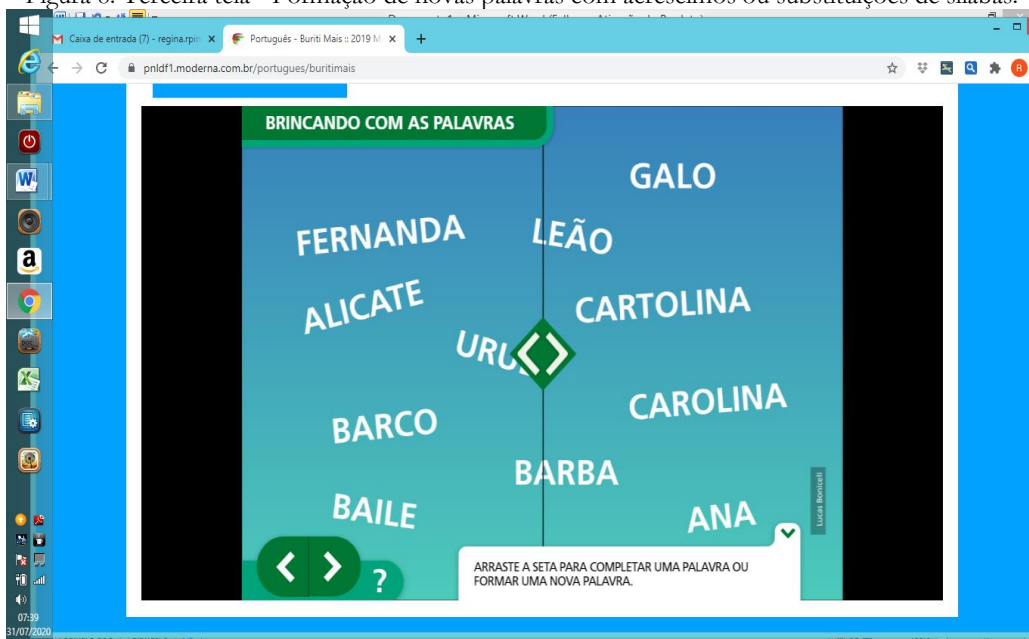 Figura 6. Terceira tela - Formação de novas palavras com acréscimos ou substituições de sílabas.
Caixa de entrada (7) - regina.rpin
Português - Buriti Mais :: 2019 M
pnldf1.moderna.com.br/portugues/buritimais
R
BRINCANDO COM AS PALAVRAS
GALO
FERNANDA
LEÃO
ALICATE
CARTOLINA
CAROLINA
BARCO
BARBA
BAILE
ANA
Lucas Boniceli
?
ARRASTE A SETA PARA COMPLETAR UMA PALAVRA OU
FORMAR UMA NOVA PALAVRA.
07:39
31/07/2020